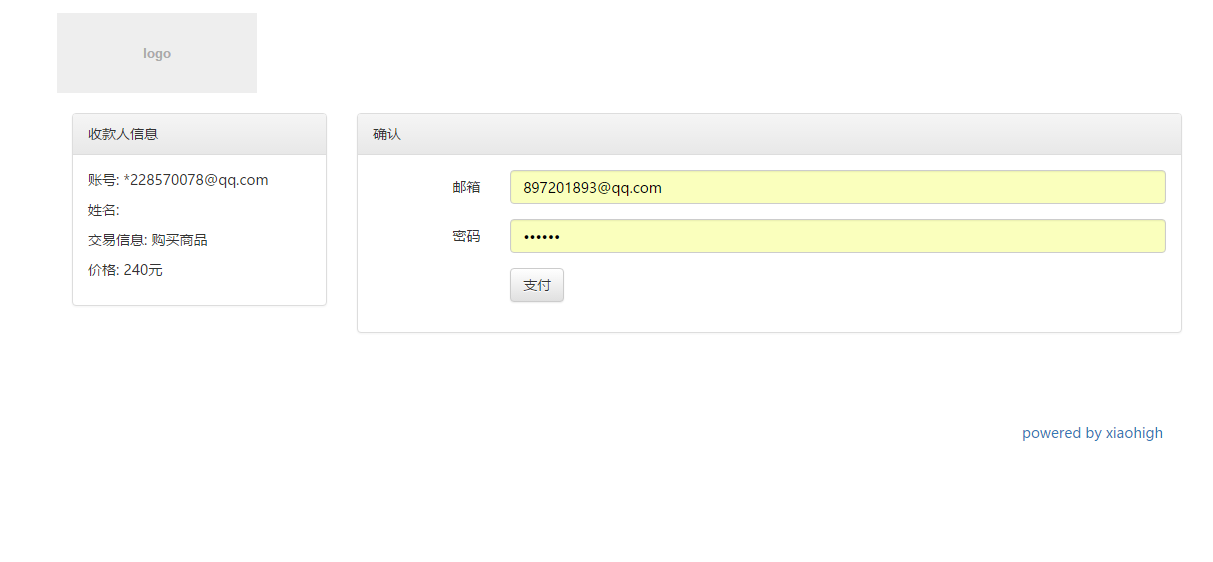 logo
收款人信息
账号: *228570078@qq.com
姓名:
交易信息: 购买商品
价格: 240元
确认
邮箱 897201893@qq.com
密码 ••••••
支付
powered by xiaohigh